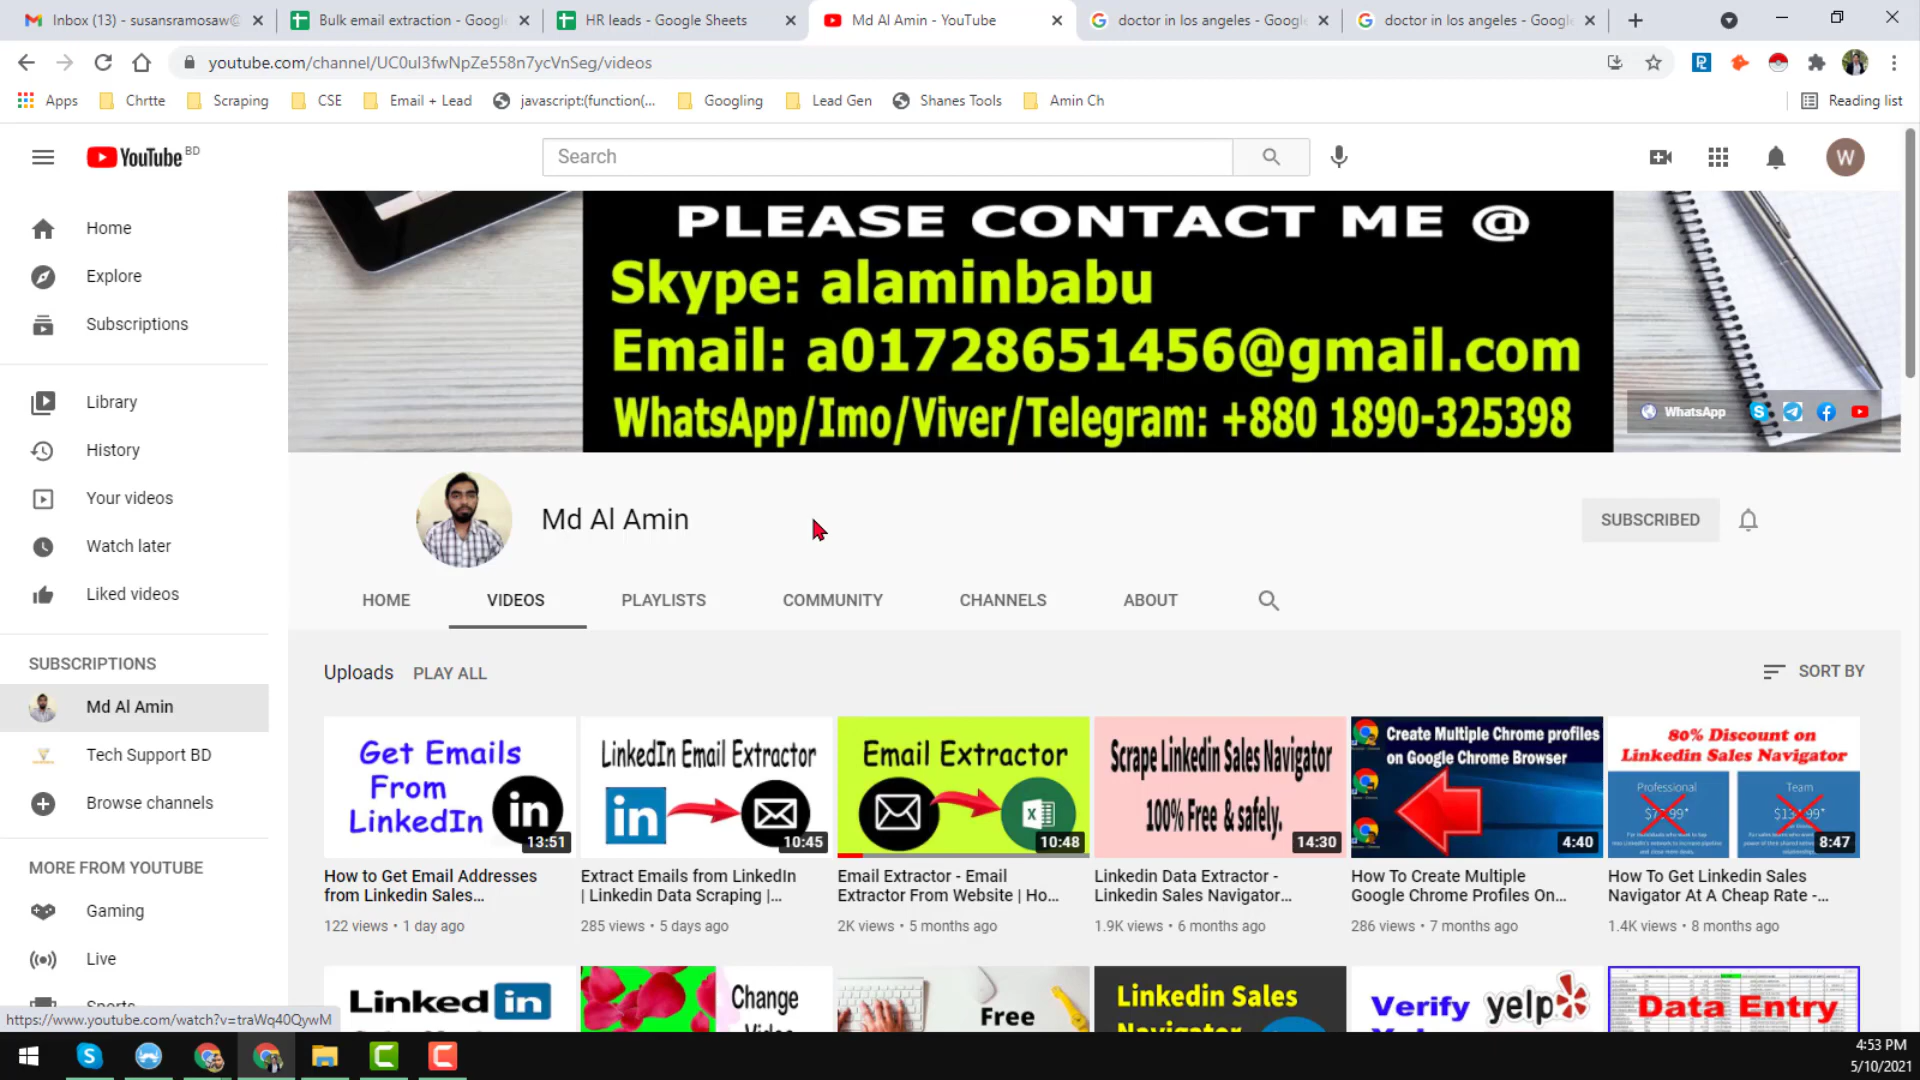 Inbox (13) - susansramosaw@
Bulk email extraction - Google
HR leads - Google Sheets
Md Al Amin - YouTube
doctor in los angeles - Google
doctor in los angeles - Google
youtube.com/channel/UC0uI3fwNpZe558n7ycVnSeg/videos
Apps
Chrtte
Scraping
CSE
Email + Lead
javascript:(function(...
Googling
Lead Gen
Shanes Tools
Amin Ch
Reading list
YouTube BD
Search
W
PLEASE CONTACT ME @
Skype: alaminbabu
Email: a01728651456@gmail.com
WhatsApp/Imo/Viver/Telegram: +880 1890-325398
WhatsApp
Home
Explore
Subscriptions
Library
History
Your videos
Watch later
Liked videos
SUBSCRIPTIONS
Md Al Amin
Tech Support BD
Browse channels
MORE FROM YOUTUBE
Gaming
Live
Sports
Md Al Amin
SUBSCRIBED
HOME
VIDEOS
PLAYLISTS
COMMUNITY
CHANNELS
ABOUT
Uploads
PLAY ALL
SORT BY
Get Emails
From
LinkedIn
13:51
How to Get Email Addresses
from Linkedin Sales...
122 views • 1 day ago
LinkedIn Email Extractor
10:45
Extract Emails from LinkedIn
| Linkedin Data Scraping |...
285 views • 5 days ago
Email Extractor
10:48
Email Extractor - Email
Extractor From Website | Ho...
2K views • 5 months ago
Scrape Linkedin Sales Navigator
100% Free & safely.
14:30
Linkedin Data Extractor -
Linkedin Sales Navigator...
1.9K views • 6 months ago
Create Multiple Chrome profiles
on Google Chrome Browser
4:40
How To Create Multiple
Google Chrome Profiles On...
286 views • 7 months ago
80% Discount on
Linkedin Sales Navigator
Professional
Team
8:47
How To Get Linkedin Sales
Navigator At A Cheap Rate -...
1.4K views • 8 months ago
Linked in
Change
Video
Free
Linkedin Sales
Navigator
Verify yelp
Data Entry
https://www.youtube.com/watch?v=traWq40QywM
4:53 PM
5/10/2021